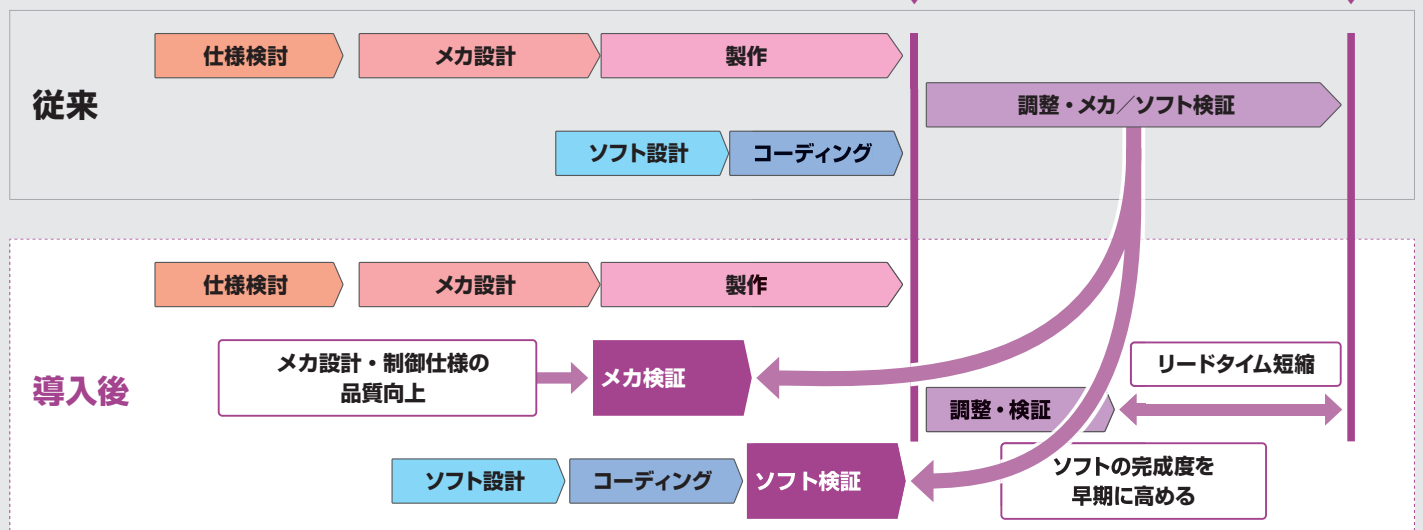 従来
仕様検討
メカ設計
製作
調整・メカ／ソフト検証
ソフト設計
コーディング
導入後
仕様検討
メカ設計
製作
メカ設計・制御仕様の
品質向上
メカ検証
リードタイム短縮
調整・検証
ソフト設計
コーディング
ソフト検証
ソフトの完成度を
早期に高める